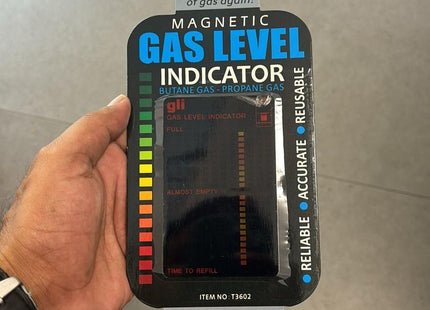 of gas again!
MAGNETIC
GAS LEVEL
INDICATOR
BUTANE GAS - PROPANE GAS
gli
GAS LEVEL INDICATOR
FULL
ALMOST EMPTY
TIME TO REFILL
RELIABLE • ACCURATE • REUSABLE
ITEM NO: T3602